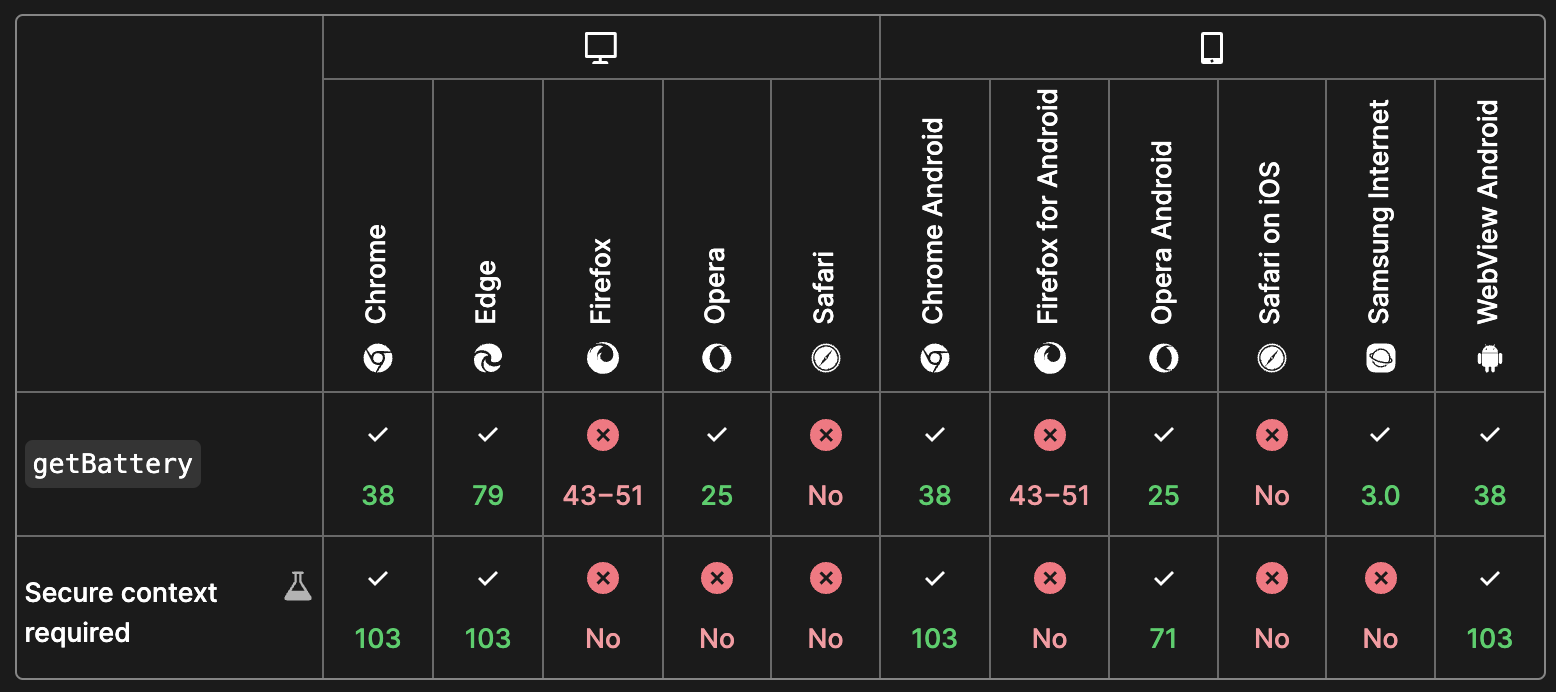 Chrome
Edge
Firefox
Opera
Safari
Chrome Android
Firefox for Android
Opera Android
Safari on iOS
Samsung Internet
WebView Android
getBattery
38
79
43–51
25
No
38
43–51
25
No
3.0
38
Secure context
required
103
103
No
No
No
103
No
71
No
No
103